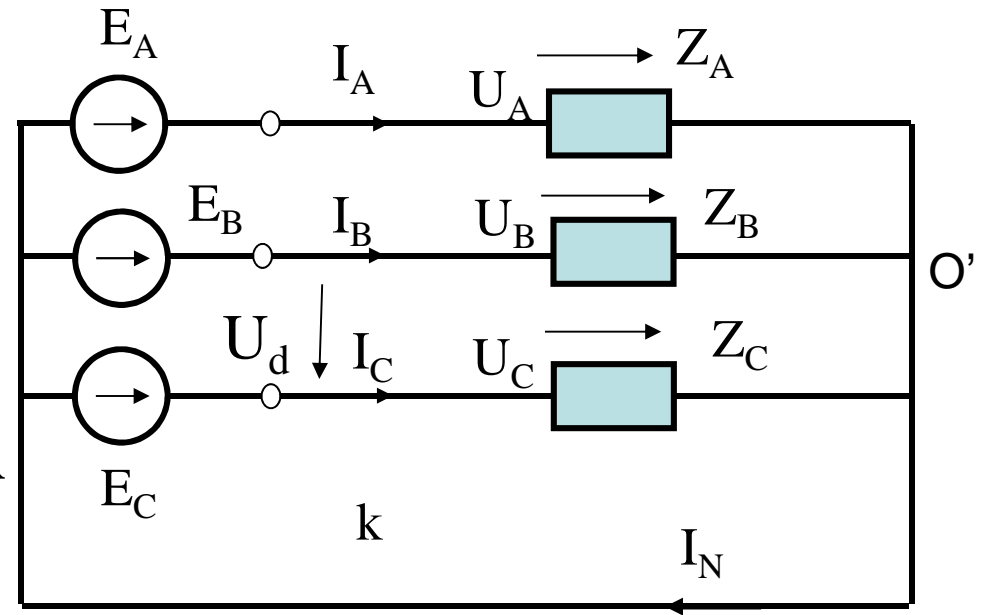 E_A
I_A
U_A
Z_A
E_B
I_B
U_B
Z_B
O’
U_d
I_C
U_C
Z_C
E_C
k
I_N